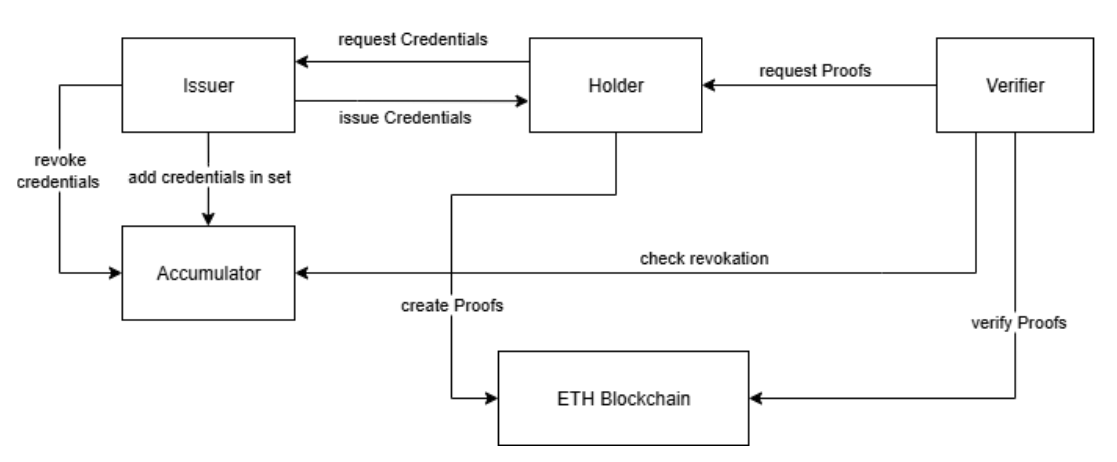 request Credentials
Issuer
Holder
request Proofs
Verifier
issue Credentials
revoke
credentials
add credentials in set
Accumulator
check revokation
create Proofs
verify Proofs
ETH Blockchain